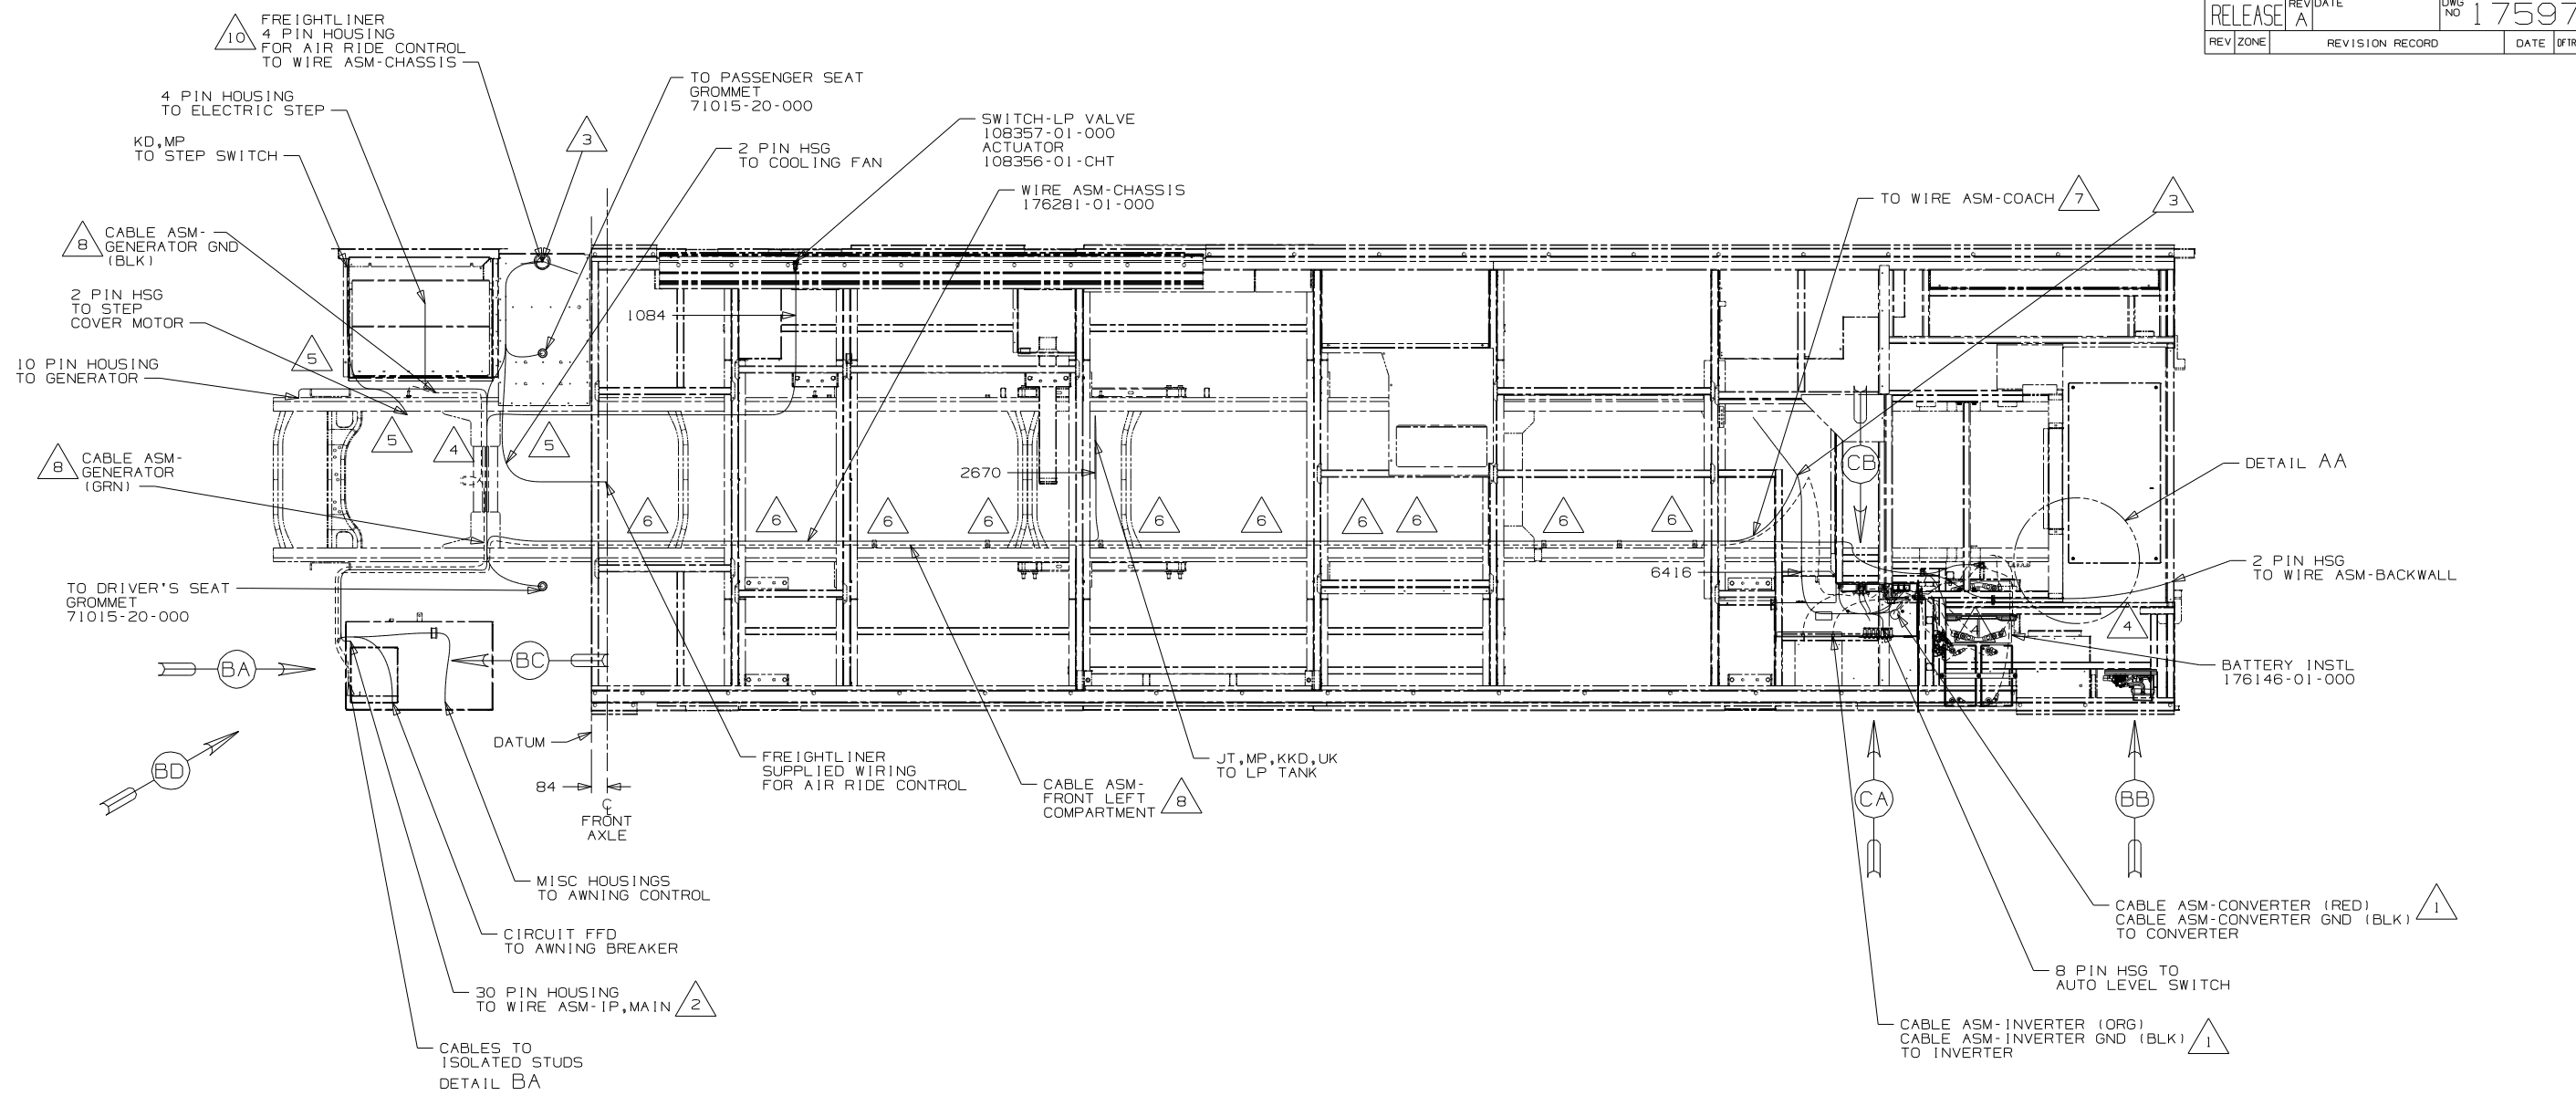 RELEASE
REV
A
DATE
DWG
NO
17597
REV ZONE REVISION RECORD DATE DFTR
10
FREIGHTLINER
4 PIN HOUSING
FOR AIR RIDE CONTROL
TO WIRE ASM-CHASSIS
4 PIN HOUSING
TO ELECTRIC STEP
KD,MP
TO STEP SWITCH
3
TO PASSENGER SEAT
GROMMET
71015-20-000
2 PIN HSG
TO COOLING FAN
SWITCH-LP VALVE
108357-01-000
ACTUATOR
108356-01-CHT
WIRE ASM-CHASSIS
176281-01-000
TO WIRE ASM-COACH
7
3
8
CABLE ASM-
GENERATOR GND
(BLK)
2 PIN HSG
TO STEP
COVER MOTOR
5
10 PIN HOUSING
TO GENERATOR
1084
5
4
5
8
CABLE ASM-
GENERATOR
(GRN)
2670
CB
DETAIL AA
6
6
6
6
6
6
6
6
6
6
6416
2 PIN HSG
TO WIRE ASM-BACKWALL
TO DRIVER'S SEAT
GROMMET
71015-20-000
4
4
BA
BC
BATTERY INSTL
176146-01-000
BD
DATUM
84
CL
FRONT
AXLE
FREIGHTLINER
SUPPLIED WIRING
FOR AIR RIDE CONTROL
CABLE ASM-
FRONT LEFT
COMPARTMENT
8
JT,MP,KKD,UK
TO LP TANK
CA
BB
MISC HOUSINGS
TO AWNING CONTROL
CIRCUIT FFD
TO AWNING BREAKER
30 PIN HOUSING
TO WIRE ASM-IP,MAIN
2
CABLES TO
ISOLATED STUDS
DETAIL BA
CABLE ASM-CONVERTER (RED)
CABLE ASM-CONVERTER GND (BLK)
TO CONVERTER
1
8 PIN HSG TO
AUTO LEVEL SWITCH
CABLE ASM-INVERTER (ORG)
CABLE ASM-INVERTER GND (BLK)
TO INVERTER
1